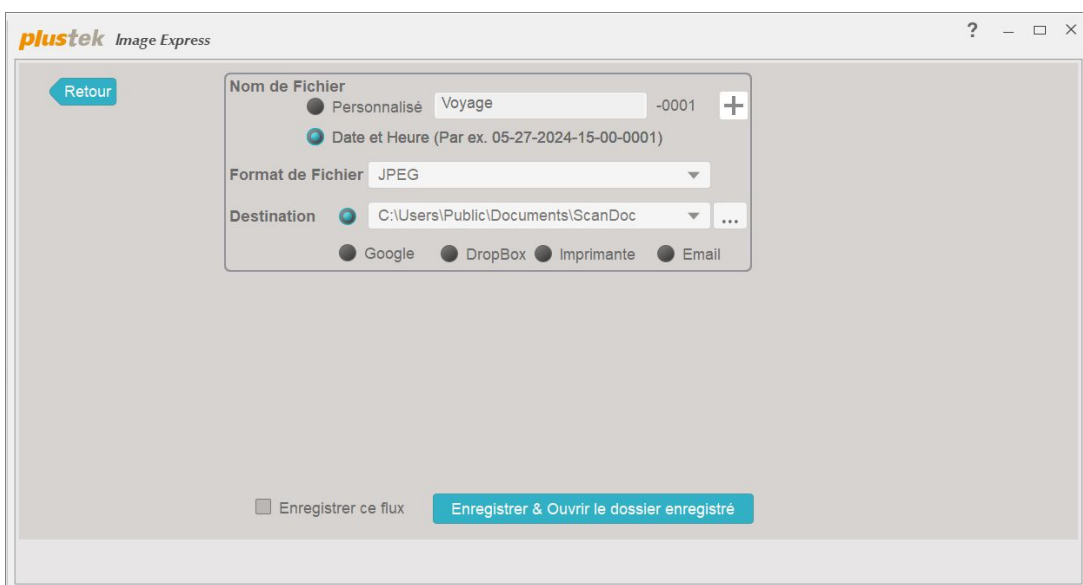 plustek Image Express
?
Retour
Nom de Fichier
Personnalisé Voyage -0001 +
Date et Heure (Par ex. 05-27-2024-15-00-0001)
Format de Fichier JPEG
Destination C:\Users\Public\Documents\ScanDoc ...
Google DropBox Imprimante Email
Enregistrer ce flux Enregistrer & Ouvrir le dossier enregistré